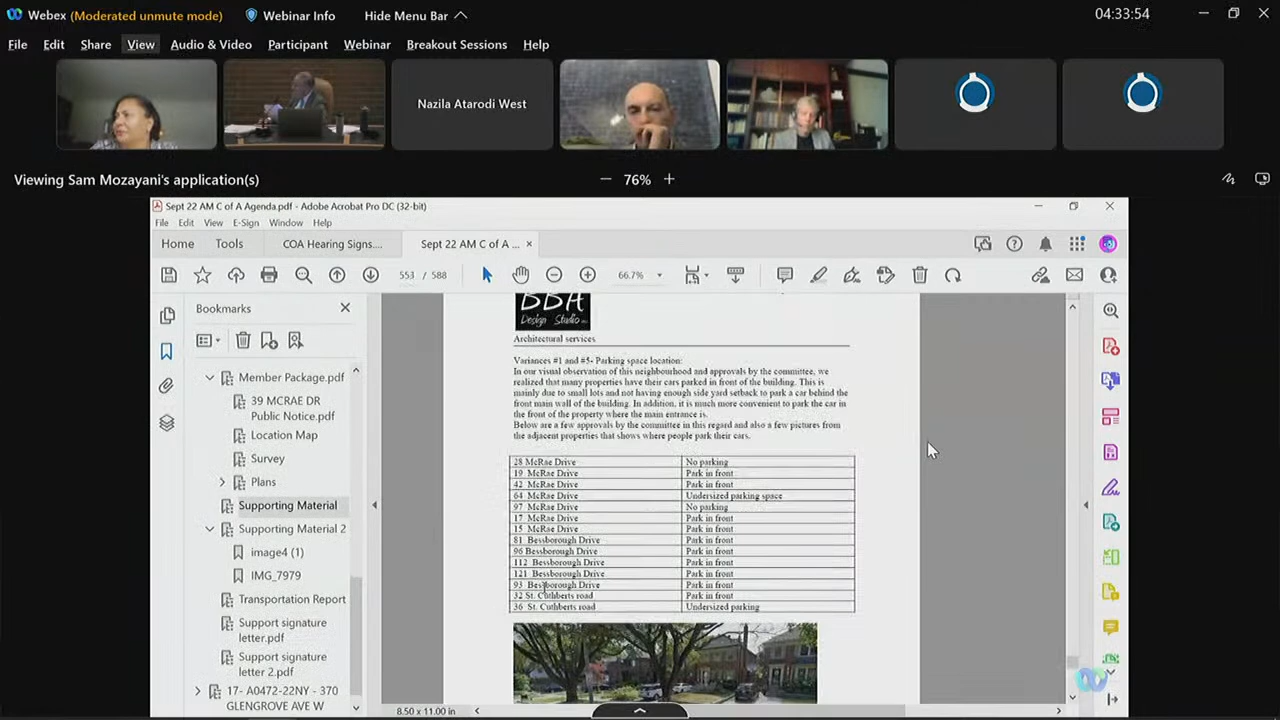 Webex (Moderated unmute mode) Webinar Info Hide Menu Bar 04:33:54
File Edit Share View Audio & Video Participant Webinar Breakout Sessions Help
Nazila Atarodi West
Viewing Sam Mozayani's application(s) 76%
Sept 22 AM C of A Agenda.pdf - Adobe Acrobat Pro DC (32-bit)
File Edit View E-Sign Window Help
Home Tools COA Hearing Signs.... Sept 22 AM C of A ... ×
553 / 588 66.7%
Bookmarks
Member Package.pdf
39 MCRAE DR
Public Notice.pdf
Location Map
Survey
Plans
Supporting Material
Supporting Material 2
image4 (1)
IMG_7979
Transportation Report
Support signature
letter.pdf
Support signature
letter 2.pdf
17- A0472-22NY - 370
GLENGROVE AVE W
BBA
Design Studio
Architectural services
Variances #1 and #5- Parking space location:
In our visual observation of this neighbourhood and approvals by the committee, we
realized that many properties have their cars parked in front of the building. This is
mainly due to small lots and not having enough side yard setback to park a car behind the
front main wall of the building. In addition, it is much more convenient to park the car in
the front of the property where the main entrance is.
Below are a few approvals by the committee in this regard and also a few pictures from
the adjacent properties that shows where people park their cars.
28 McRae Drive No parking
19 McRae Drive Park in front
42 McRae Drive Park in front
64 McRae Drive Undersized parking space
97 McRae Drive No parking
17 McRae Drive Park in front
15 McRae Drive Park in front
81 Bessborough Drive Park in front
96 Bessborough Drive Park in front
112 Bessborough Drive Park in front
121 Bessborough Drive Park in front
93 Bessborough Drive Park in front
32 St. Cuthberts road Park in front
36 St. Cuthberts road Undersized parking
8.50 x 11.00 in